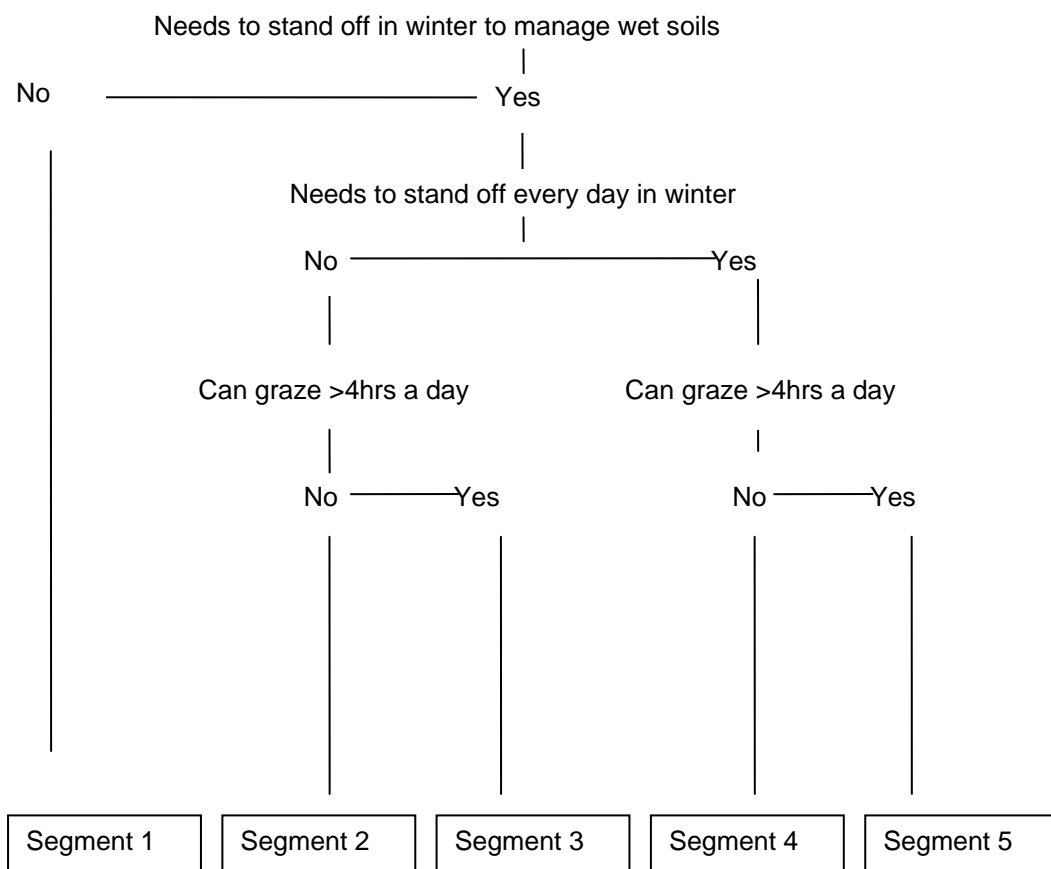 Needs to stand off in winter to manage wet soils
No Yes
Needs to stand off every day in winter
No Yes
Can graze >4hrs a day Can graze >4hrs a day
No Yes No Yes
Segment 1 Segment 2 Segment 3 Segment 4 Segment 5